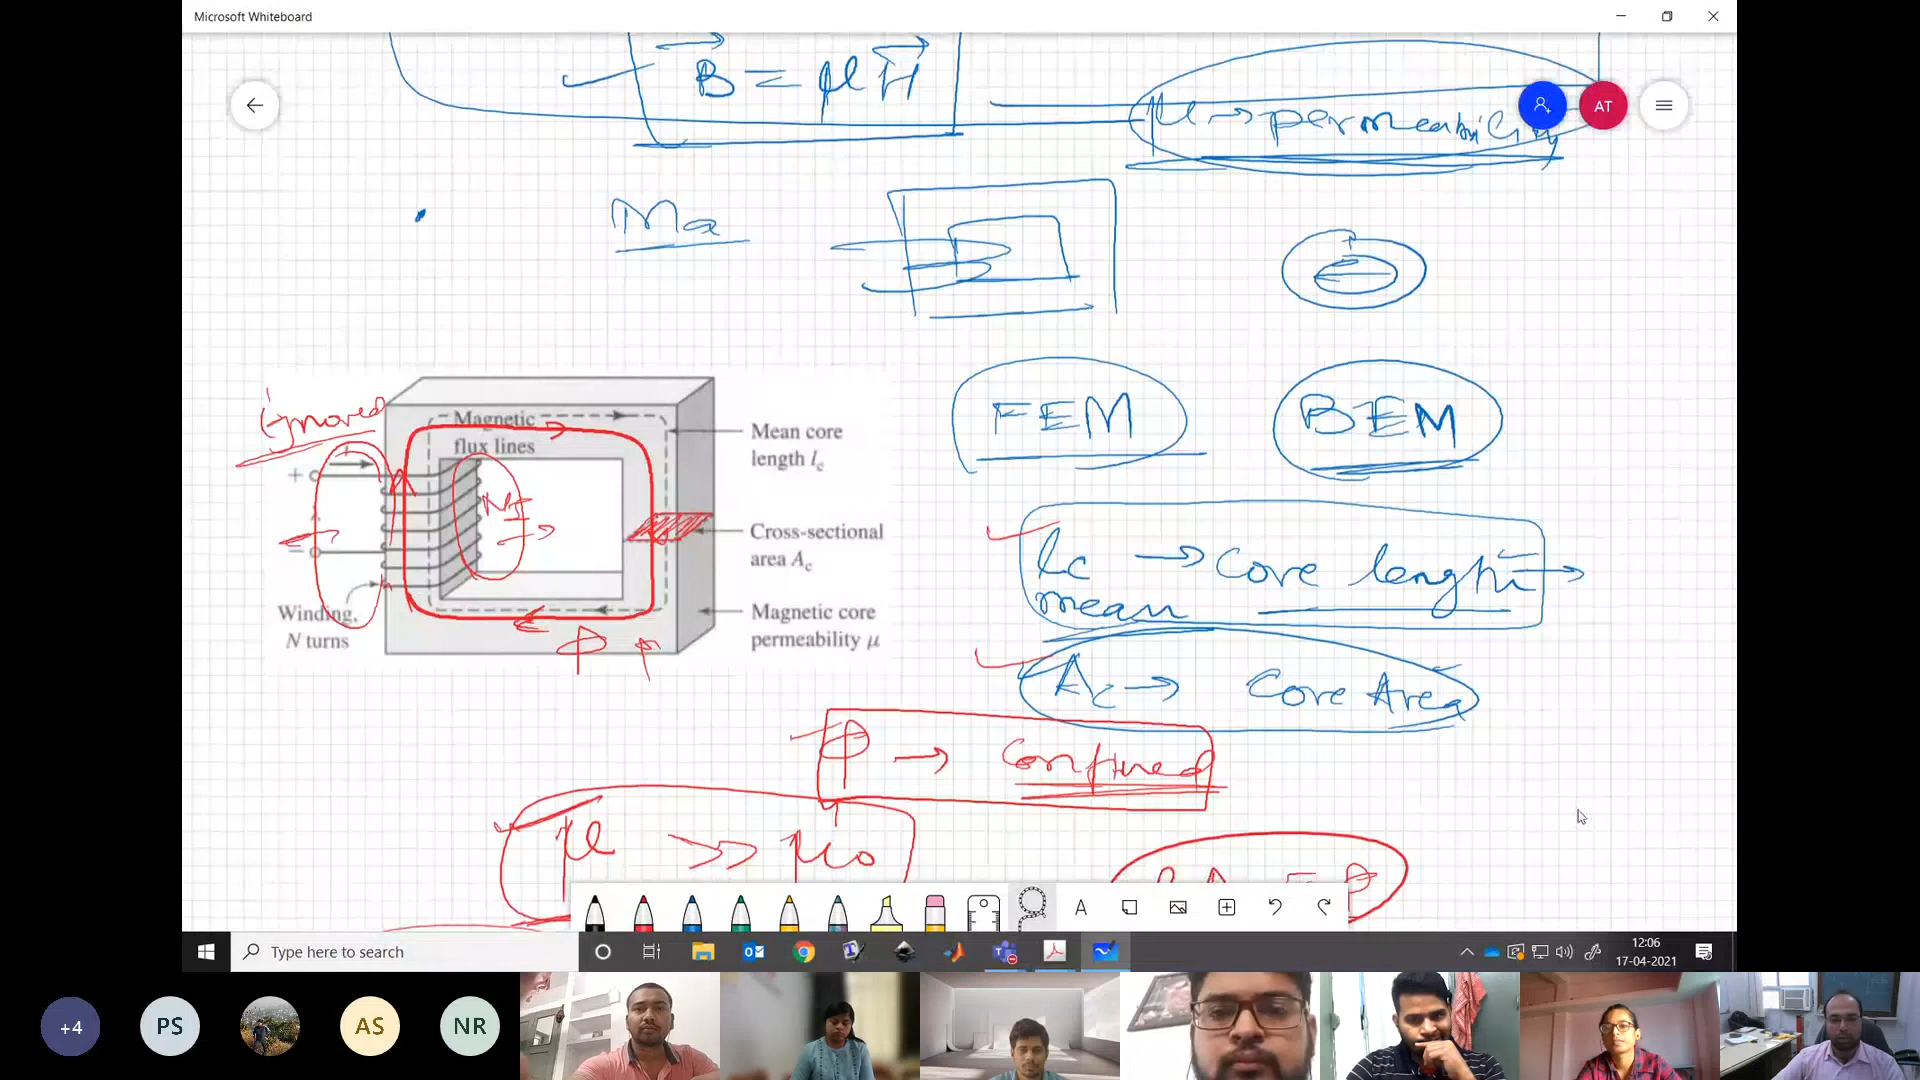 Microsoft Whiteboard
B = μH
μ → permeability
AT
Ma
FEM
BEM
ignored
Magnetic
flux lines
i
+
−
NI
Winding,
N turns
Mean core
length lc
Cross-sectional
area Ac
Magnetic core
permeability μ
φ
lc → Core length
mean
Ac → Core Area
φ → Confined
μ >> μ0
A
Type here to search
12:06
17-04-2021
+4
PS
AS
NR